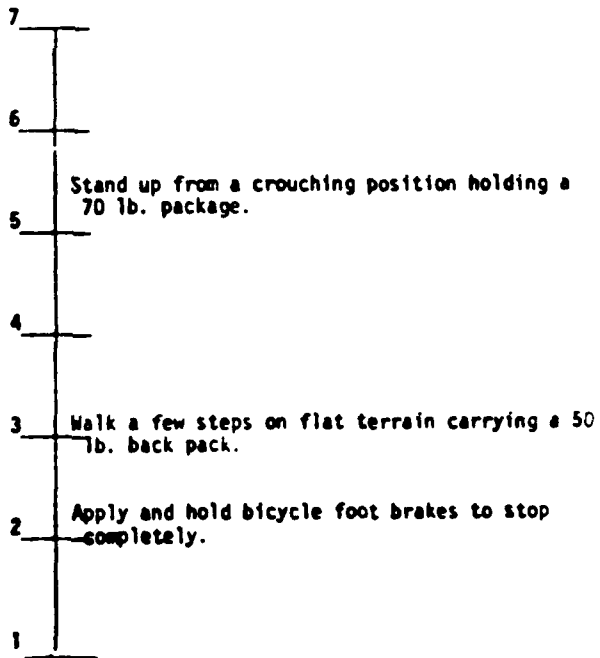 7
6
Stand up from a crouching position holding a
70 lb. package.
5
4
3 Walk a few steps on flat terrain carrying a 50
lb. back pack.
Apply and hold bicycle foot brakes to stop
2 completely.
1